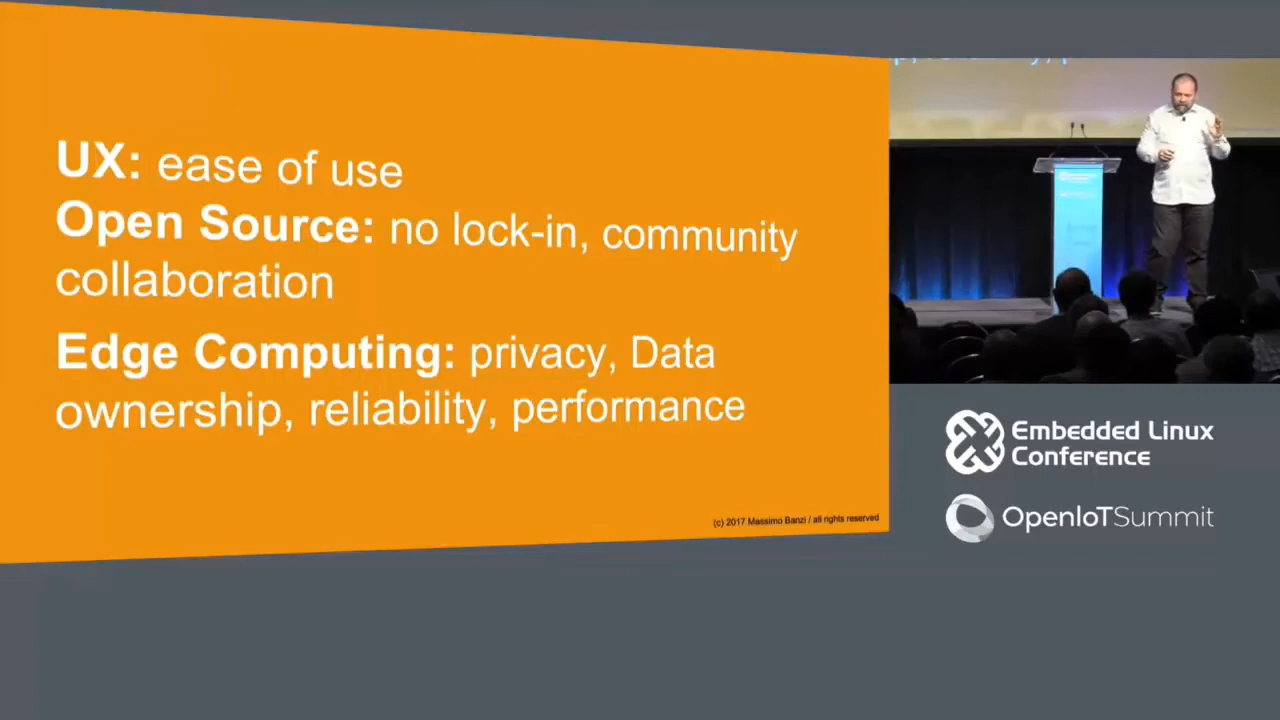 UX: ease of use
Open Source: no lock-in, community
collaboration
Edge Computing: privacy, Data
ownership, reliability, performance
(c) 2017 Massimo Banzi / all rights reserved
Embedded Linux
Conference
OpenIoTSummit